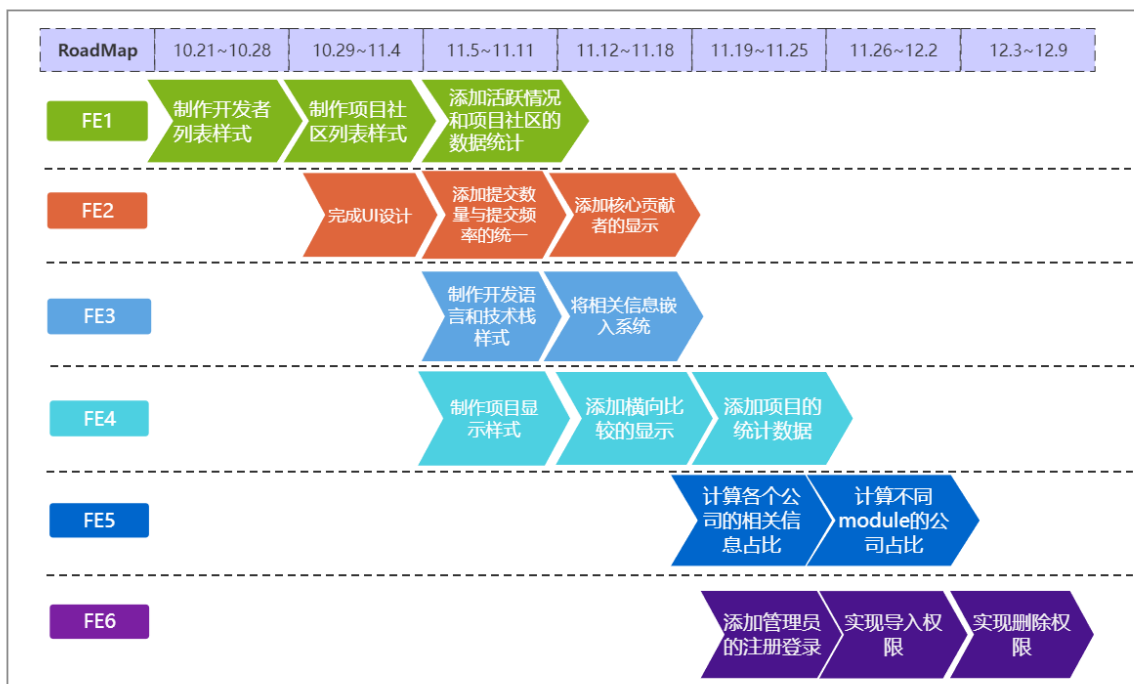 RoadMap
10.21~10.28
10.29~11.4
11.5~11.11
11.12~11.18
11.19~11.25
11.26~12.2
12.3~12.9
FE1
制作开发者
列表样式
制作项目社
区列表样式
添加活跃情况
和项目社区的
数据统计
FE2
完成UI设计
添加提交数
量与提交频
率的统一
添加核心贡献
者的显示
FE3
制作开发语
言和技术栈
样式
将相关信息嵌
入系统
FE4
制作项目显
示样式
添加横向比
较的显示
添加项目的
统计数据
FE5
计算各个公
司的相关信
息占比
计算不同
module的公
司占比
FE6
添加管理员
的注册登录
实现导入权
限
实现删除权
限